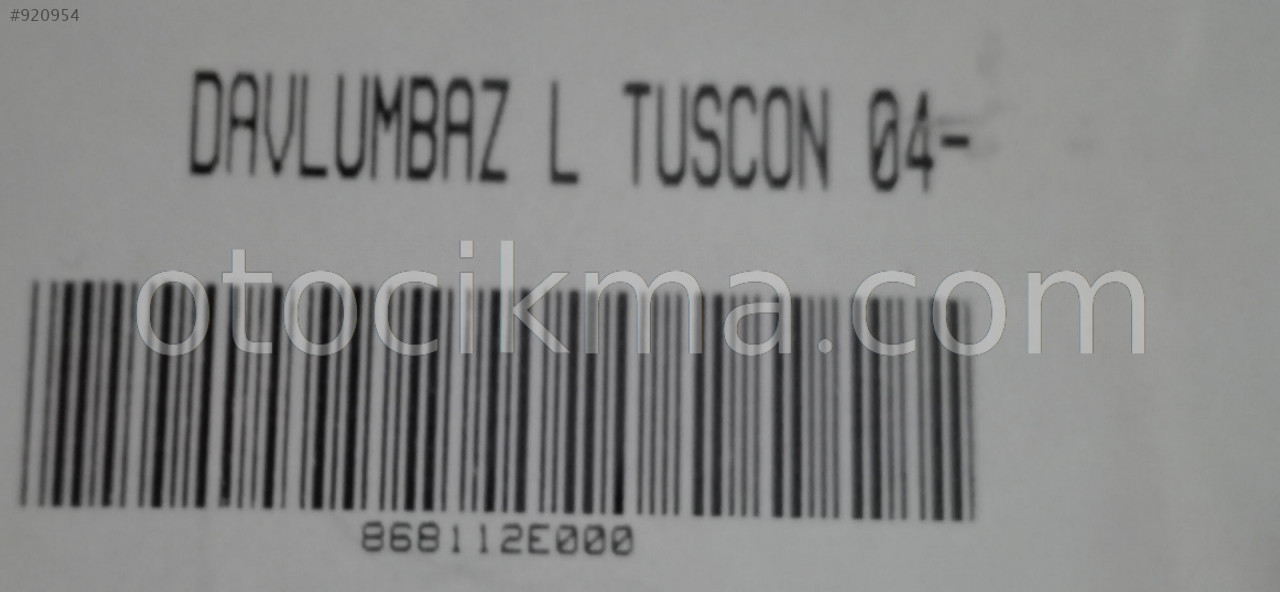 #920954
DAVLUMBAZ L TUSCON 04-
otocikma.com
868112E000